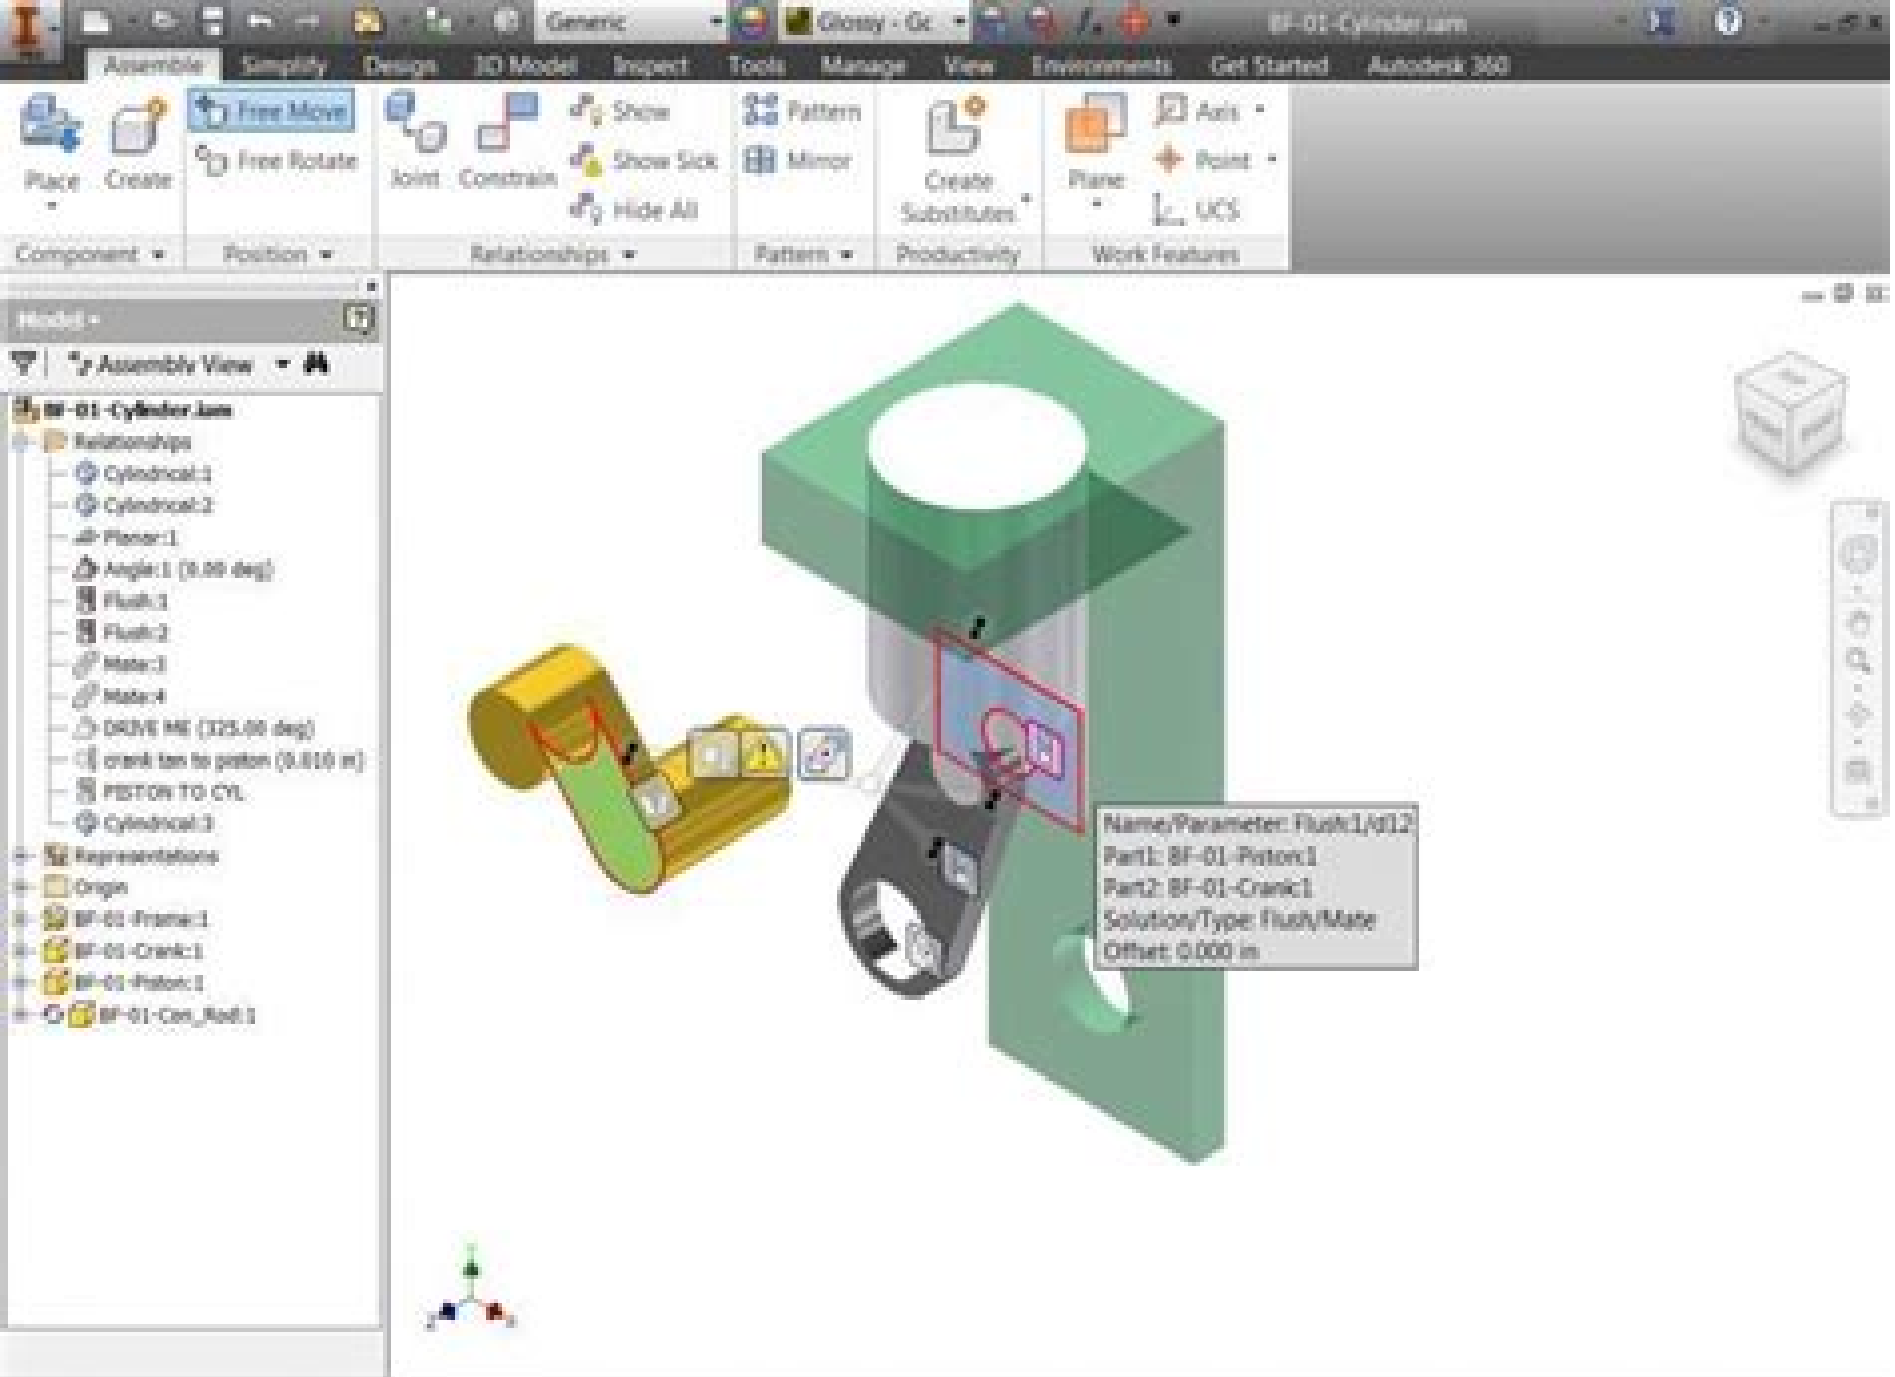 Generic
Glossy - Gc
BF-01-Cylinder.iam
Assemble Simplify Design 3D Model Inspect Tools Manage View Environments Get Started Autodesk 360
Place
Create
Free Move
Free Rotate
Joint
Constrain
Show
Show Sick
Hide All
Pattern
Mirror
Create
Substitutes
Plane
Axis
Point
UCS
Component
Position
Relationships
Pattern
Productivity
Work Features
Model
Assembly View
BF-01-Cylinder.iam
Relationships
Cylindrical:1
Cylindrical:2
Planar:1
Angle:1 (0.00 deg)
Flush:1
Flush:2
Mate:3
Mate:4
DRIVE ME (325.00 deg)
crank tan to piston (0.010 in)
PISTON TO CYL
Cylindrical:3
Representations
Origin
BF-01-Frame:1
BF-01-Crank:1
BF-01-Piston:1
BF-01-Con_Rod:1
Name/Parameter: Flush:1/d12
Part1: BF-01-Piston:1
Part2: BF-01-Crank:1
Solution/Type: Flush/Mate
Offset: 0.000 in